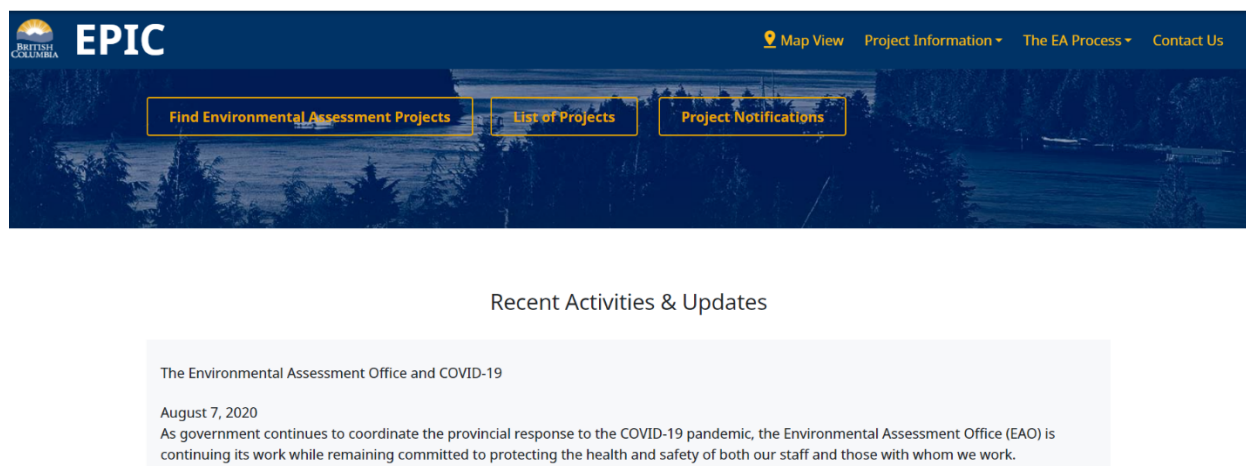 BRITISH
COLUMBIA
EPIC
Map View Project Information The EA Process Contact Us
Find Environmental Assessment Projects List of Projects Project Notifications
Recent Activities & Updates
The Environmental Assessment Office and COVID-19
August 7, 2020
As government continues to coordinate the provincial response to the COVID-19 pandemic, the Environmental Assessment Office (EAO) is
continuing its work while remaining committed to protecting the health and safety of both our staff and those with whom we work.